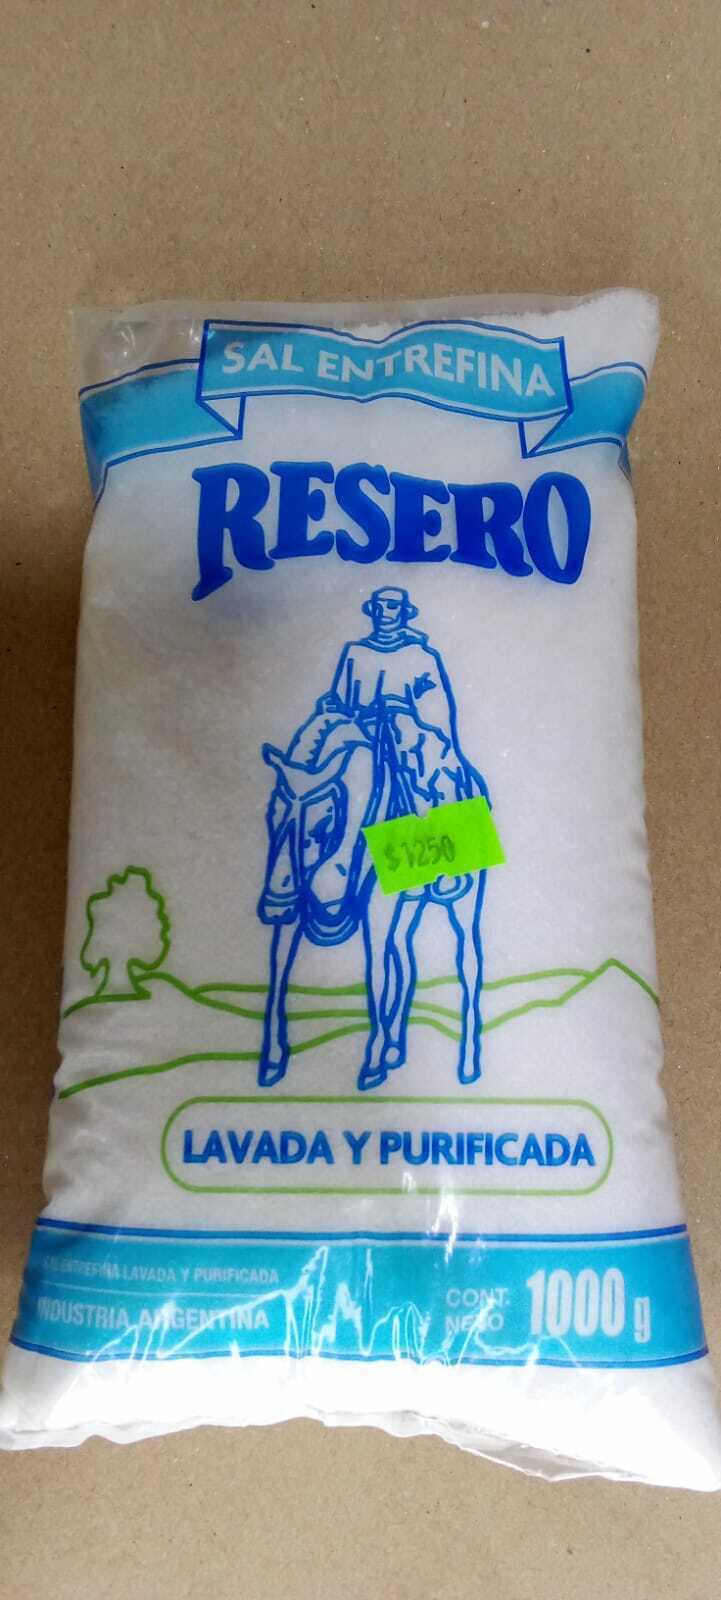 SAL ENTREFINA
RESERO
$1250
LAVADA Y PURIFICADA
SAL ENTREFINA LAVADA Y PURIFICADA
INDUSTRIA ARGENTINA
CONT.
NETO
1000 g